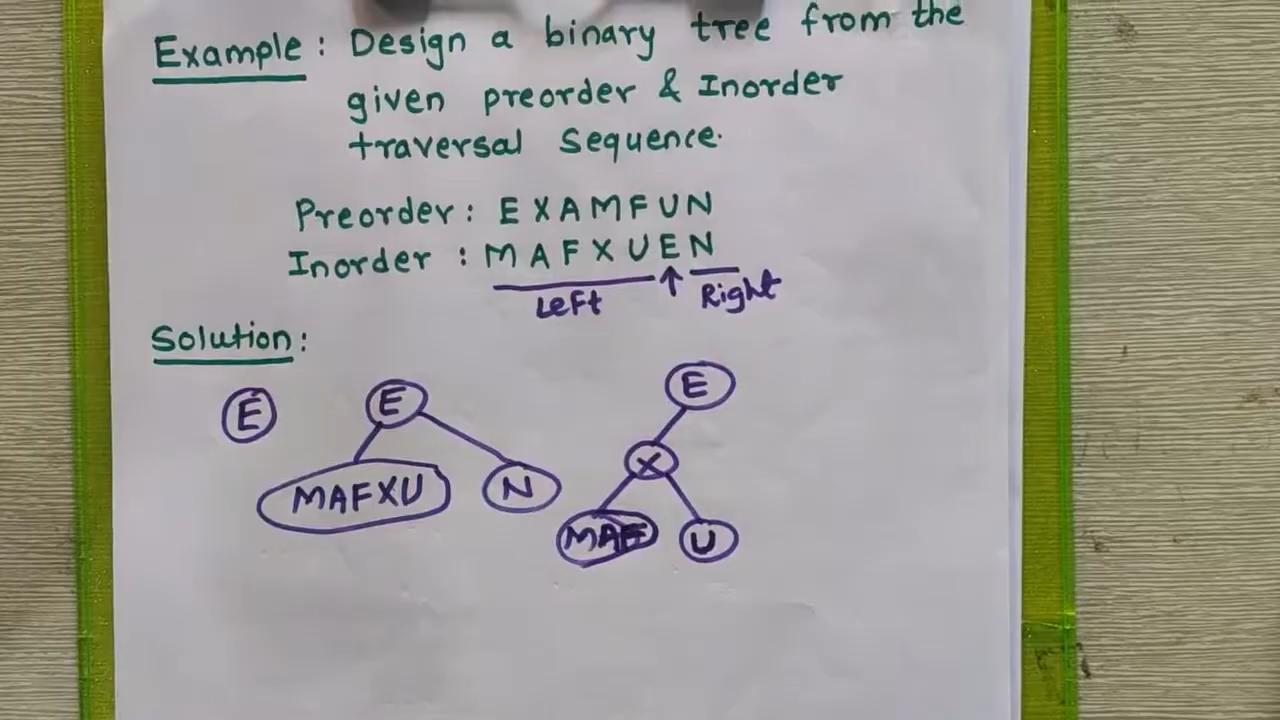 Example: Design a binary tree from the
given preorder & Inorder
traversal Sequence.
Preorder: E X A M F U N
Inorder : M A F X U E N
Left ↑ Right
Solution:
E
E
MAFXU N
E
X
MAF U